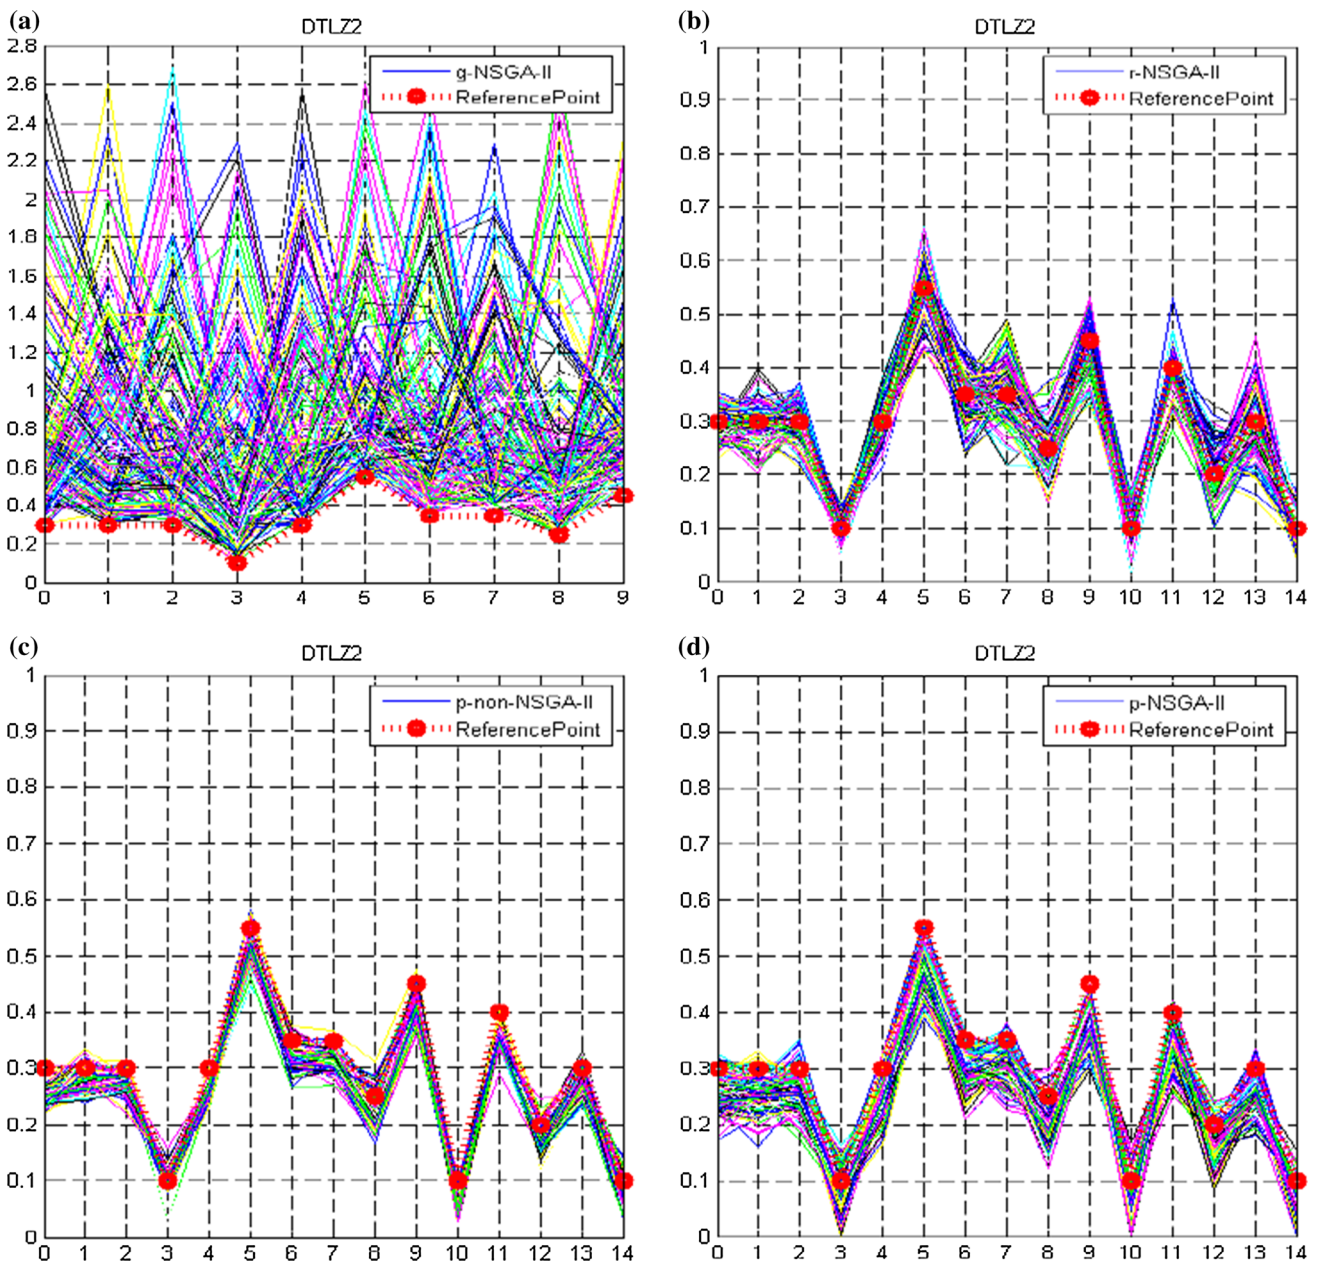 (a)
DTLZ2
2.8
2.6
2.4
2.2
2
1.8
1.6
1.4
1.2
1
0.8
0.6
0.4
0.2
0
0 1 2 3 4 5 6 7 8 9
g-NSGA-II
ReferencePoint
(b)
DTLZ2
1
0.9
0.8
0.7
0.6
0.5
0.4
0.3
0.2
0.1
0
0 1 2 3 4 5 6 7 8 9 10 11 12 13 14
r-NSGA-II
ReferencePoint
(c)
DTLZ2
1
0.9
0.8
0.7
0.6
0.5
0.4
0.3
0.2
0.1
0
0 1 2 3 4 5 6 7 8 9 10 11 12 13 14
p-non-NSGA-II
ReferencePoint
(d)
DTLZ2
1
0.9
0.8
0.7
0.6
0.5
0.4
0.3
0.2
0.1
0
0 1 2 3 4 5 6 7 8 9 10 11 12 13 14
p-NSGA-II
ReferencePoint